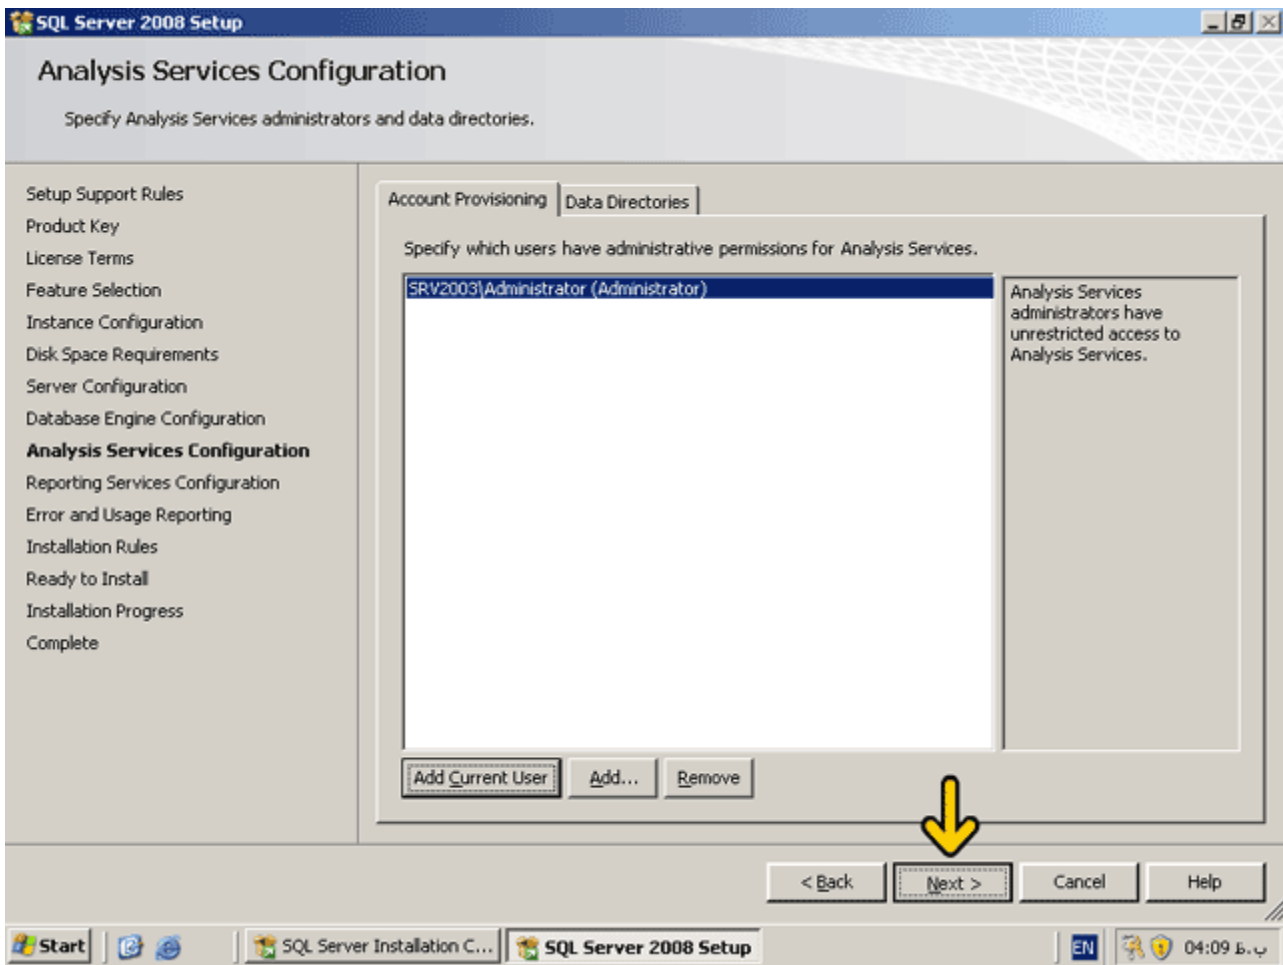 SQL Server 2008 Setup
Analysis Services Configuration
Specify Analysis Services administrators and data directories.
Setup Support Rules
Product Key
License Terms
Feature Selection
Instance Configuration
Disk Space Requirements
Server Configuration
Database Engine Configuration
Analysis Services Configuration
Reporting Services Configuration
Error and Usage Reporting
Installation Rules
Ready to Install
Installation Progress
Complete
Account Provisioning
Data Directories
Specify which users have administrative permissions for Analysis Services.
SRV2003\Administrator (Administrator)
Analysis Services
administrators have
unrestricted access to
Analysis Services.
Add Current User
Add...
Remove
< Back
Next >
Cancel
Help
Start
SQL Server Installation C...
SQL Server 2008 Setup
EN
04:09 ب.ظ